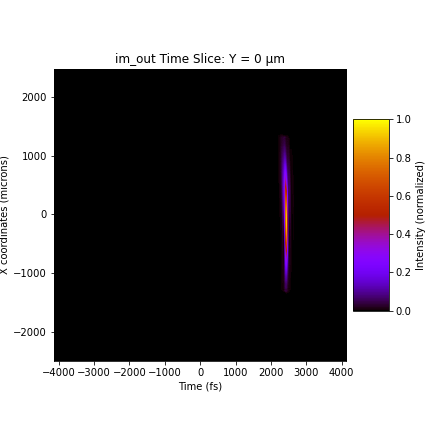 im_out Time Slice: Y = 0 μm
2000
1000
0
−1000
−2000
X coordinates (microns)
−4000 −3000 −2000 −1000 0 1000 2000 3000 4000
Time (fs)
1.0
0.8
0.6
0.4
0.2
0.0
Intensity (normalized)